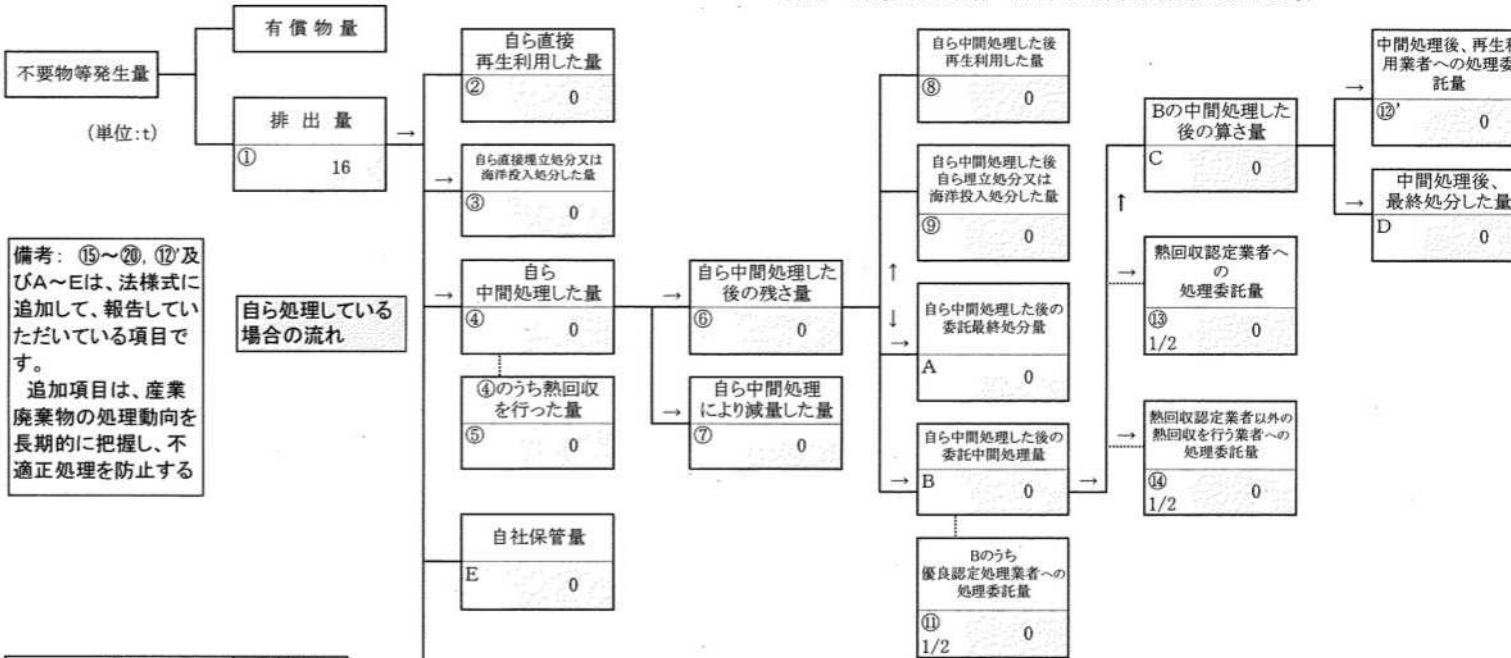 有償物量
不要物等発生量
(単位:t)
排出量
①
16
→
自ら直接
再生利用した量
②
0
→
自ら直接埋立処分又は
海洋投入処分した量
③
0
→
自ら
中間処理した量
④
0
④のうち熱回収
を行った量
⑤
0
自社保管量
E
0
備考: ⑮~⑳, ⑫'及
びA~Eは、法様式に
追加して、報告してい
ただいている項目で
す。
追加項目は、産業
廃棄物の処理動向を
長期的に把握し、不
適正処理を防止する
自ら処理している
場合の流れ
→
自ら中間処理した
後の残さ量
⑥
0
→
自ら中間処理
により減量した量
⑦
0
自ら中間処理した後
再生利用した量
⑧
0
自ら中間処理した後
自ら埋立処分又は
海洋投入処分した量
⑨
0
↑
↓
→
自ら中間処理した後の
委託最終処分量
A
0
→
自ら中間処理した後の
委託中間処理量
B
0
Bのうち
優良認定処理業者への
処理委託量
⑪
1/2
0
→
↑
Bの中間処理した
後の算さ量
C
0
→
熱回収認定業者へ
の
処理委託量
⑬
1/2
0
→
熱回収認定業者以外の
熱回収を行う業者への
処理委託量
⑭
1/2
0
→
中間処理後、再生利
用業者への処理委
託量
⑫'
0
→
中間処理後、
最終処分した量
D
0